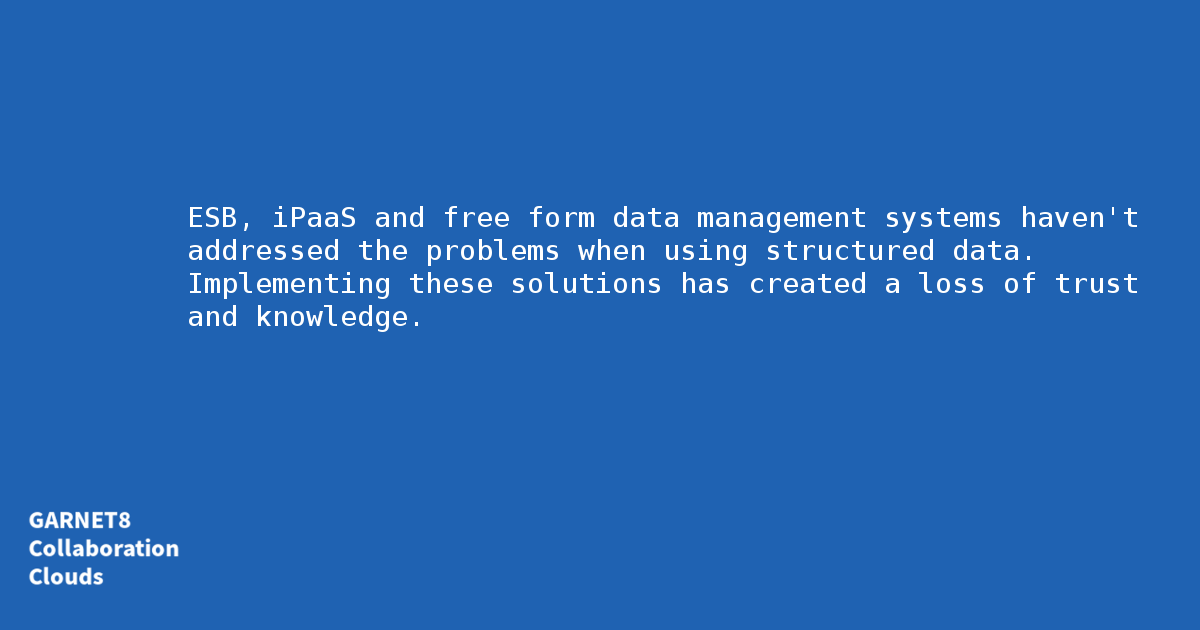 ESB, iPaaS and free form data management systems haven't
addressed the problems when using structured data.
Implementing these solutions has created a loss of trust
and knowledge.
GARNET8
Collaboration
Clouds